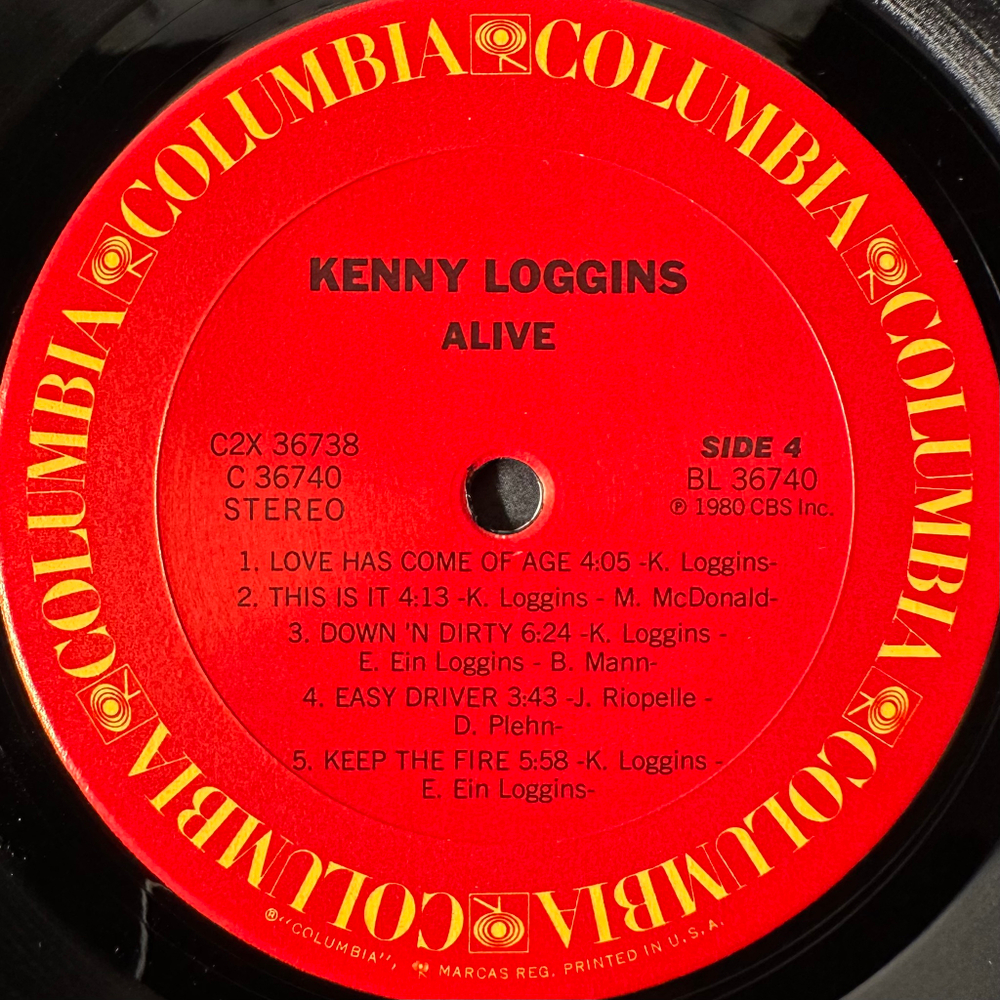 COLUMBIA COLUMBIA COLUMBIA COLUMBIA COLUMBIA COLUMBIA
KENNY LOGGINS
ALIVE
C2X 36738
C 36740
STEREO
SIDE 4
BL 36740
℗ 1980 CBS Inc.
1. LOVE HAS COME OF AGE 4:05 -K. Loggins-
2. THIS IS IT 4:13 -K. Loggins - M. McDonald-
3. DOWN 'N DIRTY 6:24 -K. Loggins -
E. Ein Loggins - B. Mann-
4. EASY DRIVER 3:43 -J. Riopelle -
D. Plehn-
5. KEEP THE FIRE 5:58 -K. Loggins -
E. Ein Loggins-
®"COLUMBIA", MARCAS REG. PRINTED IN U.S.A.